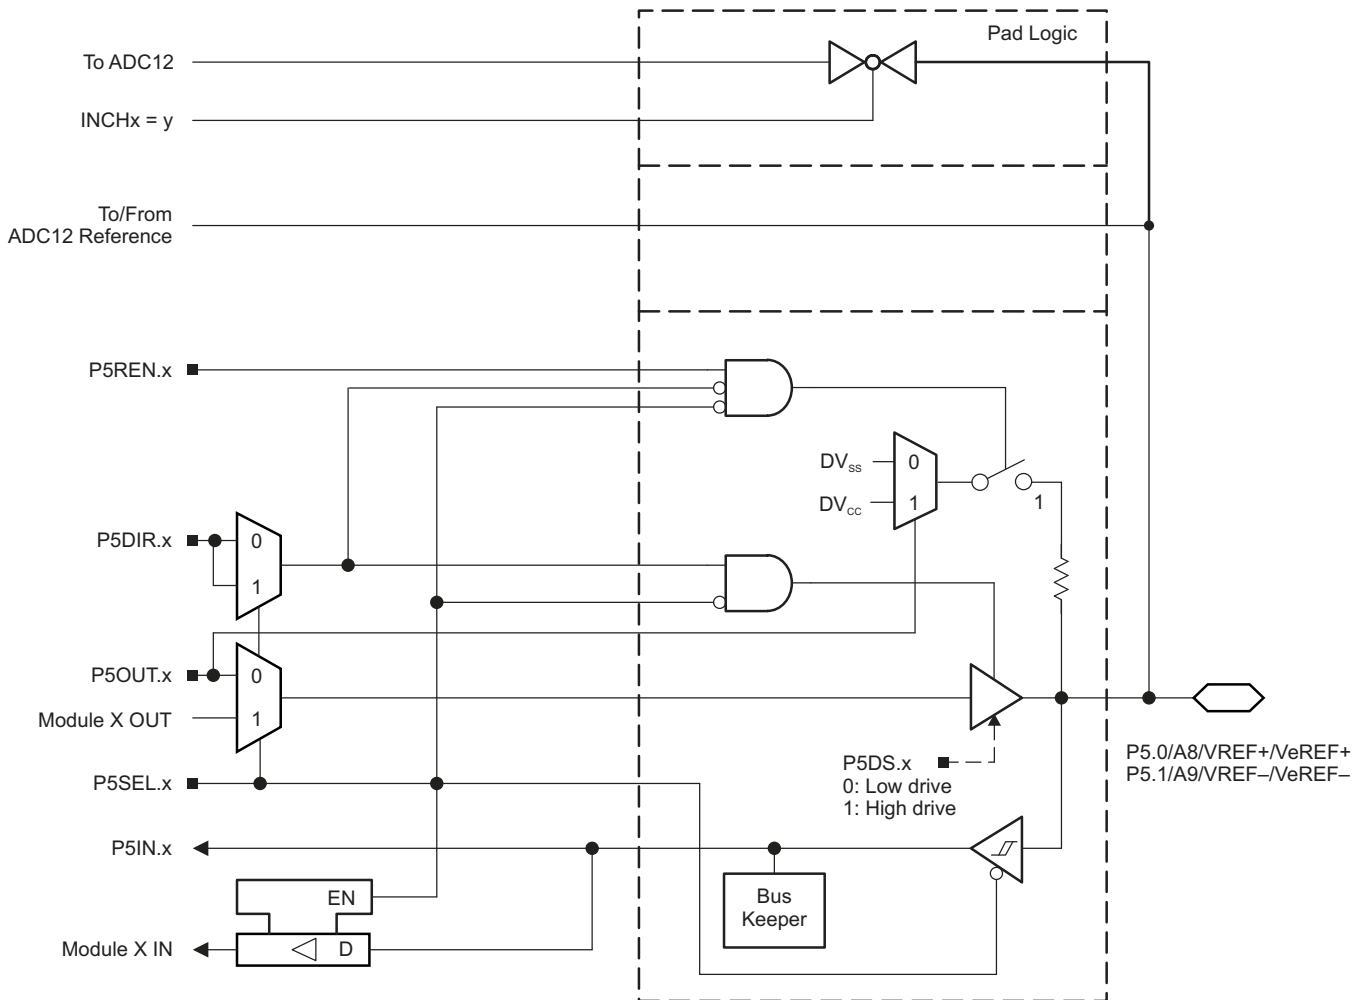 Pad Logic
To ADC12
INCHx = y
To/From
ADC12 Reference
P5REN.x
DVSS
0
DVCC
1
1
P5DIR.x
0
1
P5OUT.x
0
Module X OUT
1
P5SEL.x
P5DS.x
0: Low drive
1: High drive
P5.0/A8/VREF+/VeREF+
P5.1/A9/VREF–/VeREF–
P5IN.x
Bus
Keeper
EN
Module X IN
D